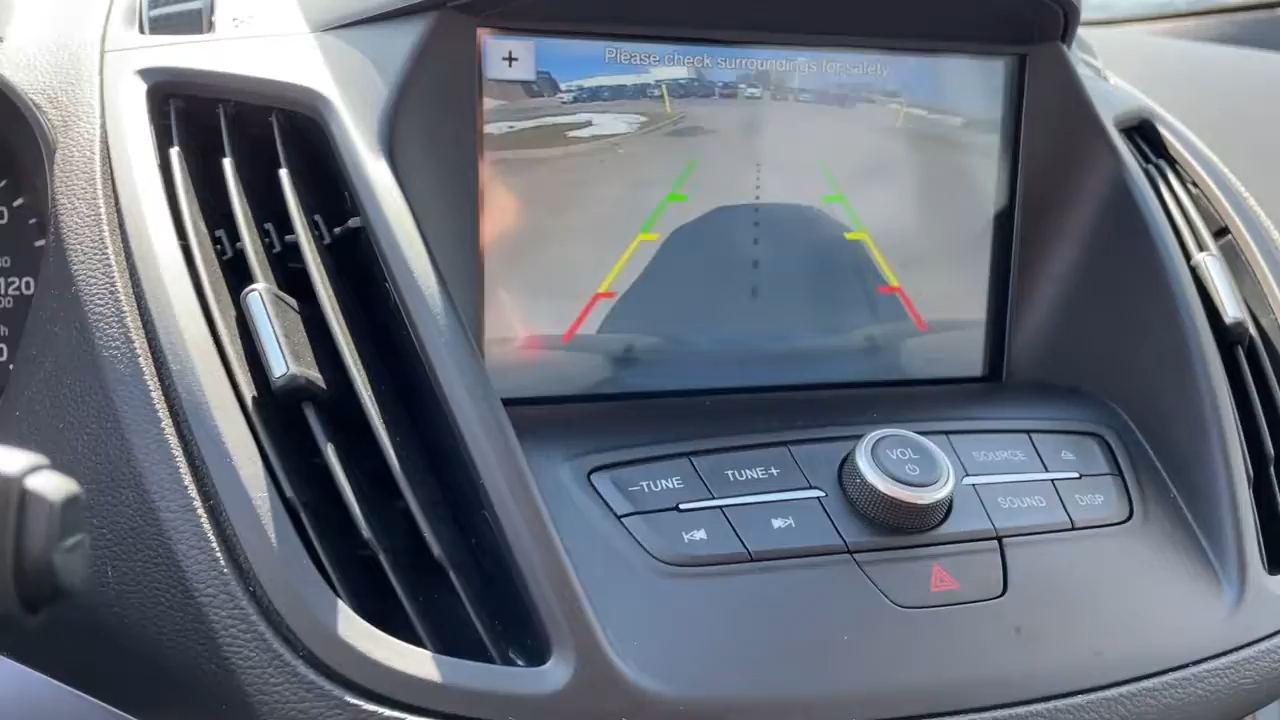 +
Please check surroundings for safety
120
–TUNE
TUNE+
VOL
SOURCE
SOUND
DISP